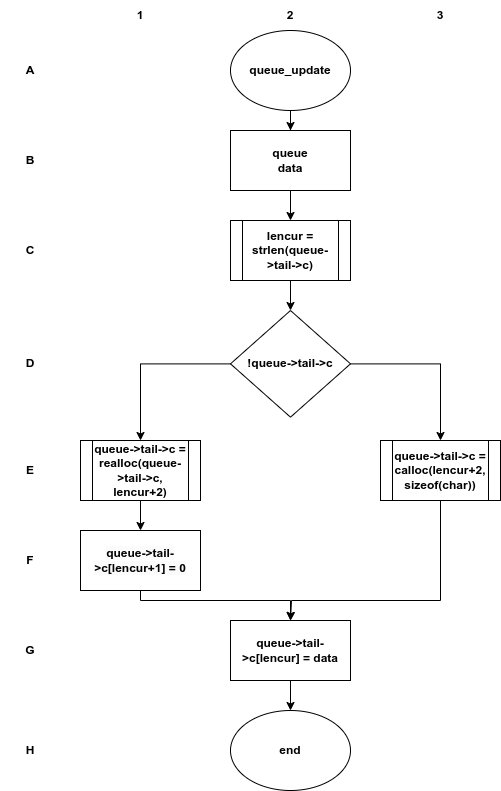 1 2 3
A
queue_update
B
queue
data
C
lencur =
strlen(queue-
>tail->c)
D
!queue->tail->c
E
queue->tail->c =
realloc(queue-
>tail->c,
lencur+2)
queue->tail->c =
calloc(lencur+2,
sizeof(char))
F
queue->tail-
>c[lencur+1] = 0
G
queue->tail-
>c[lencur] = data
H
end